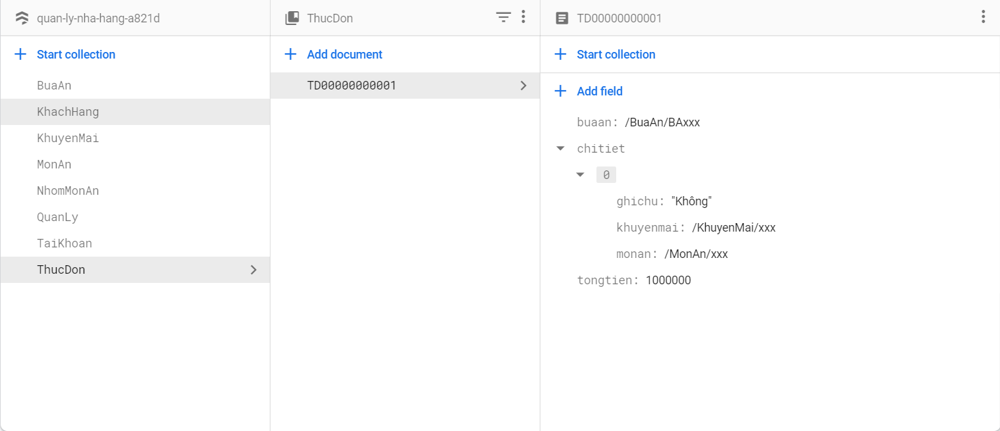 quan-ly-nha-hang-a821d
Start collection
BuaAn
KhachHang
KhuyenMai
MonAn
NhomMonAn
QuanLy
TaiKhoan
ThucDon
ThucDon
Add document
TD00000000001
TD00000000001
Start collection
Add field
buaan: /BuaAn/BAxxx
chitiet
0
ghichu: "Không"
khuyenmai: /KhuyenMai/xxx
monan: /MonAn/xxx
tongtien: 1000000